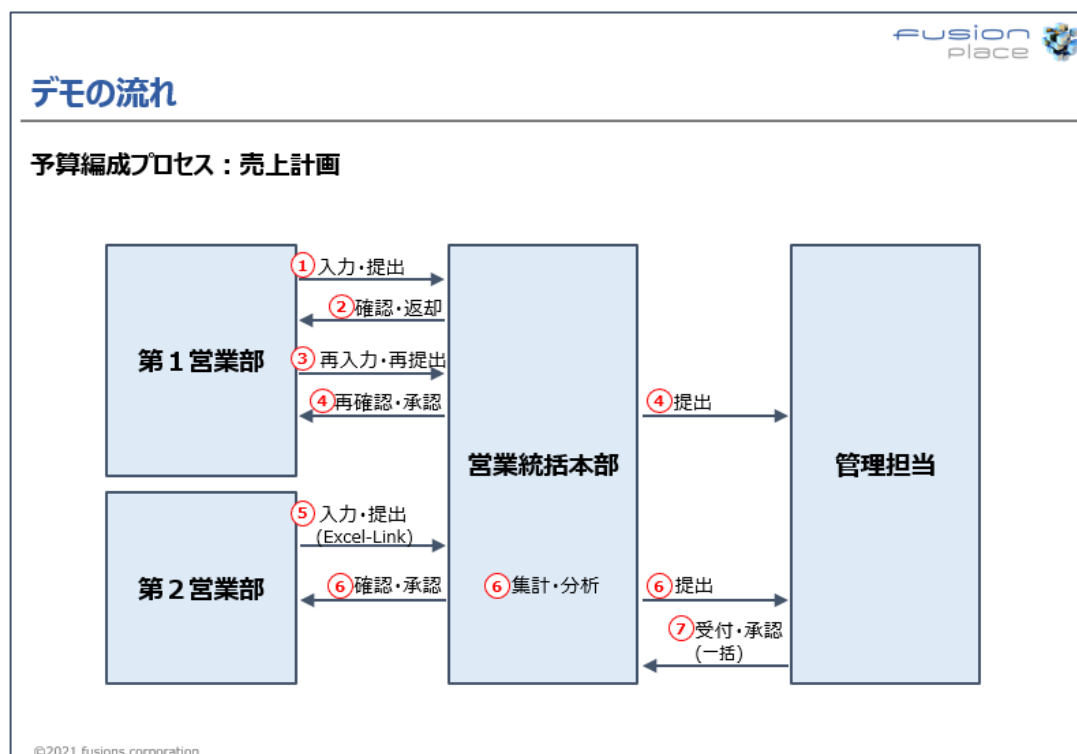 fusion
place
デモの流れ
予算編成プロセス：売上計画
第１営業部
①入力・提出
②確認・返却
③再入力・再提出
④再確認・承認
第２営業部
⑤入力・提出
(Excel-Link)
⑥確認・承認
営業統括本部
⑥集計・分析
④提出
⑥提出
⑦受付・承認
(一括)
管理担当
©2021 fusions corporation